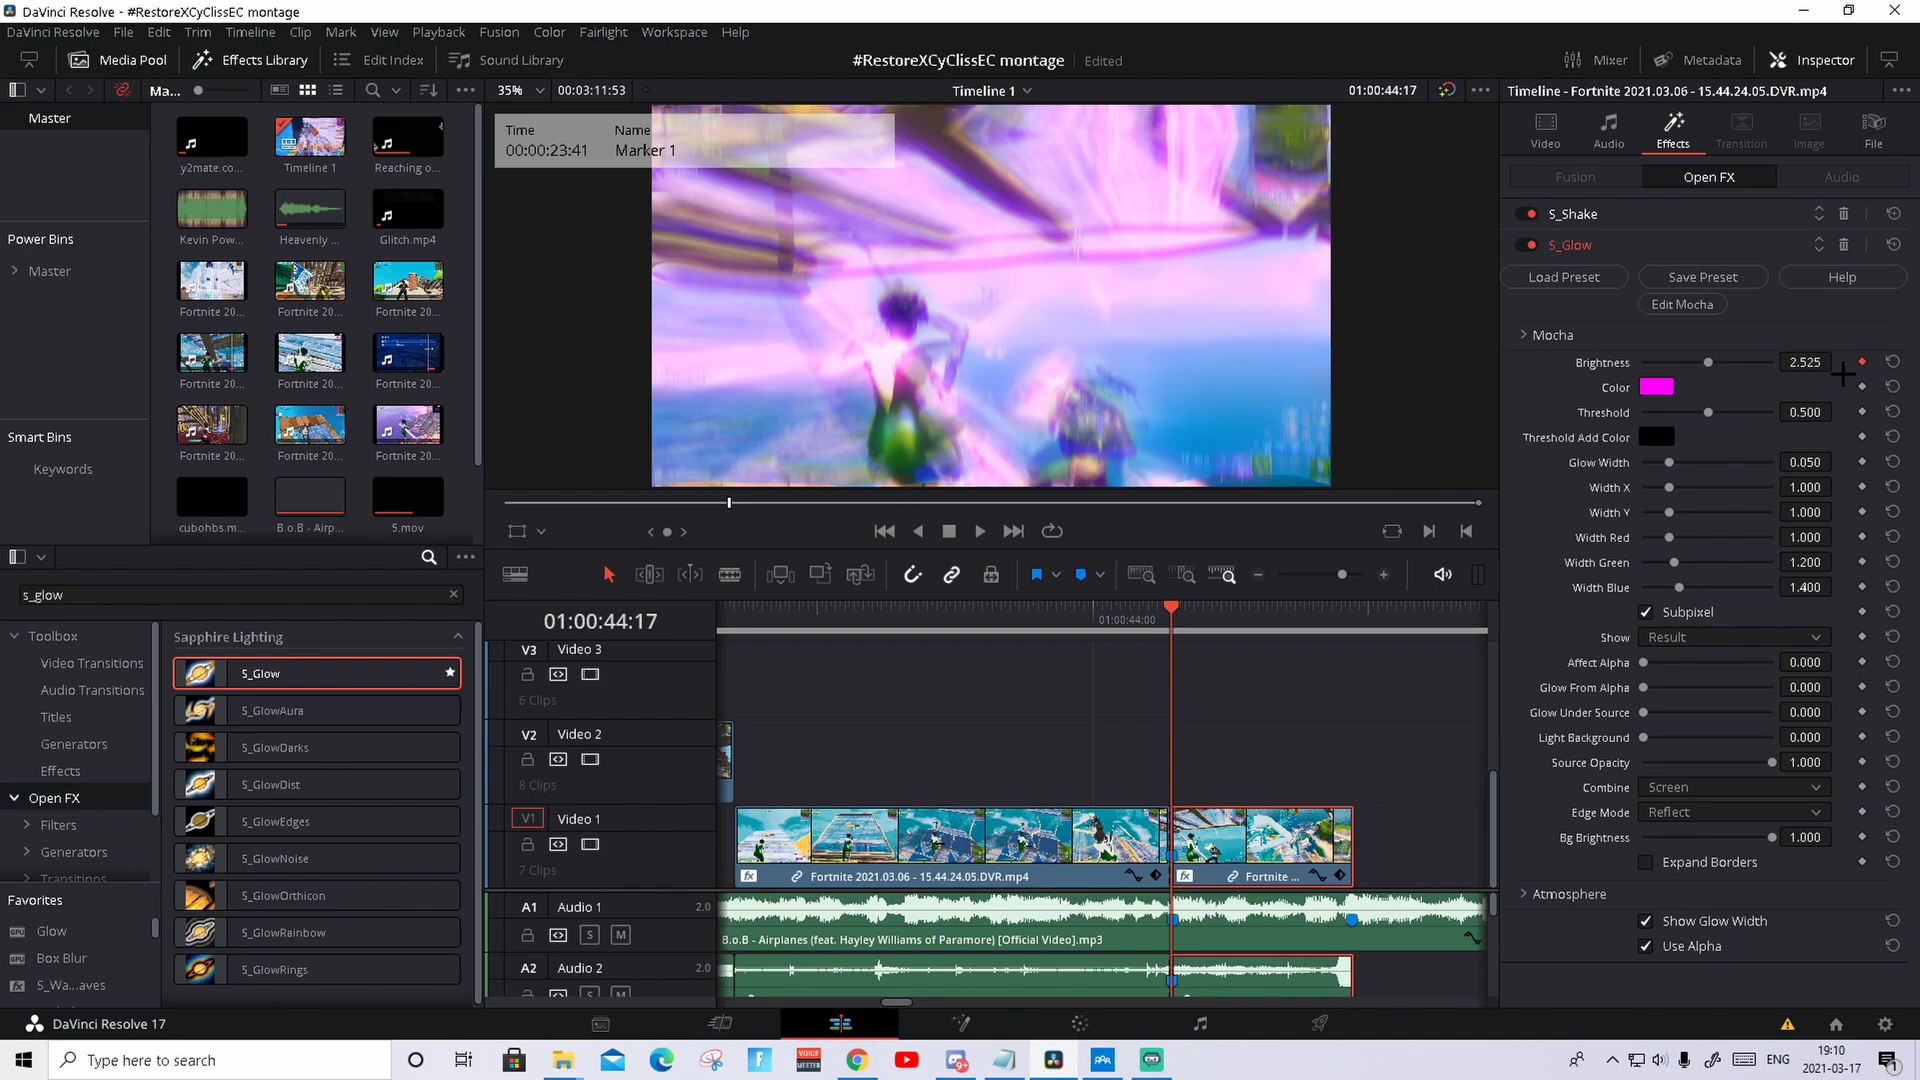 DaVinci Resolve - #RestoreXCyClissEC montage
DaVinci Resolve File Edit Trim Timeline Clip Mark View Playback Fusion Color Fairlight Workspace Help
Media Pool Effects Library Edit Index Sound Library
#RestoreXCyClissEC montage Edited
Mixer Metadata Inspector
Ma...
35% 00:03:11:53 Timeline 1 01:00:44:17
Timeline - Fortnite 2021.03.06 - 15.44.24.05.DVR.mp4
Master
Power Bins
Master
Smart Bins
Keywords
y2mate.co... Timeline 1 Reaching o...
Kevin Pow... Heavenly ... Glitch.mp4
Fortnite 20... Fortnite 20... Fortnite 20...
Fortnite 20... Fortnite 20... Fortnite 20...
Fortnite 20... Fortnite 20... Fortnite 20...
cubohbs.m... B.o.B - Airp... 5.mov
Time Name
00:00:23:41 Marker 1
Video Audio Effects Transition Image File
Fusion Open FX Audio
S_Shake
S_Glow
Load Preset Save Preset Help
Edit Mocha
Mocha
Brightness 2.525
Color
Threshold 0.500
Threshold Add Color
Glow Width 0.050
Width X 1.000
Width Y 1.000
Width Red 1.000
Width Green 1.200
Width Blue 1.400
Subpixel
Show Result
Affect Alpha 0.000
Glow From Alpha 0.000
Glow Under Source 0.000
Light Background 0.000
Source Opacity 1.000
Combine Screen
Edge Mode Reflect
Bg Brightness 1.000
Expand Borders
Atmosphere
Show Glow Width
Use Alpha
s_glow
Toolbox
Video Transitions
Audio Transitions
Titles
Generators
Effects
Open FX
Filters
Generators
Transitions
Favorites
Glow
Box Blur
S_Wa...aves
Sapphire Lighting
S_Glow
S_GlowAura
S_GlowDarks
S_GlowDist
S_GlowEdges
S_GlowNoise
S_GlowOrthicon
S_GlowRainbow
S_GlowRings
01:00:44:17
01:00:44:00
V3 Video 3
6 Clips
V2 Video 2
8 Clips
V1 Video 1
7 Clips
fx Fortnite 2021.03.06 - 15.44.24.05.DVR.mp4
fx Fortnite ...
A1 Audio 1 2.0
S M
B.o.B - Airplanes (feat. Hayley Williams of Paramore) [Official Video].mp3
A2 Audio 2 2.0
S M
DaVinci Resolve 17
Type here to search
VOICE MEETER
ENG
19:10
2021-03-17